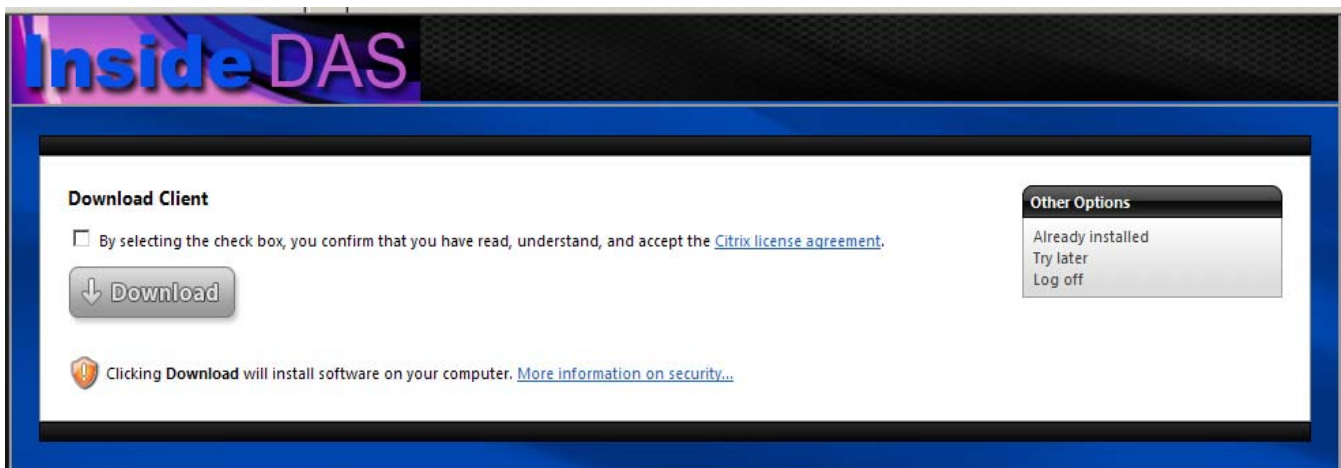 Inside DAS
Download Client
By selecting the check box, you confirm that you have read, understand, and accept the Citrix license agreement.
Download
Clicking Download will install software on your computer. More information on security...
Other Options
Already installed
Try later
Log off